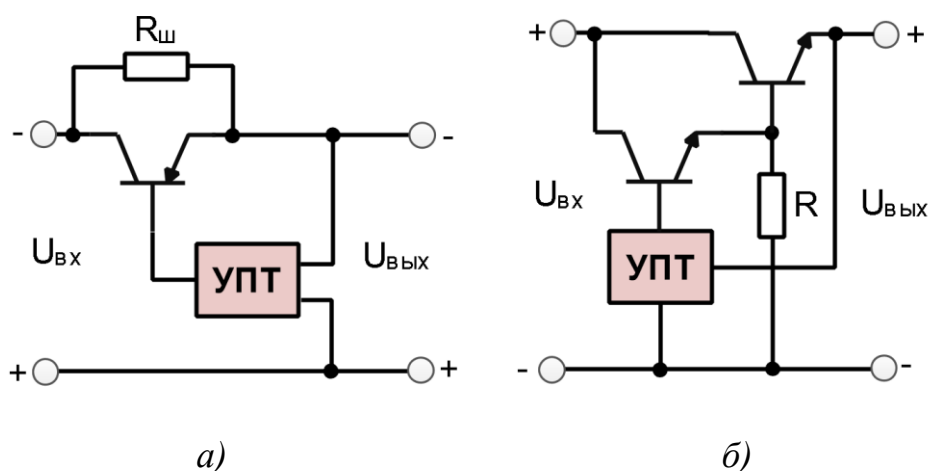 Rш
+
+
-
-
Uвх
Uвых
УПТ
+
+
Uвх
R
Uвых
УПТ
-
-
а)
б)